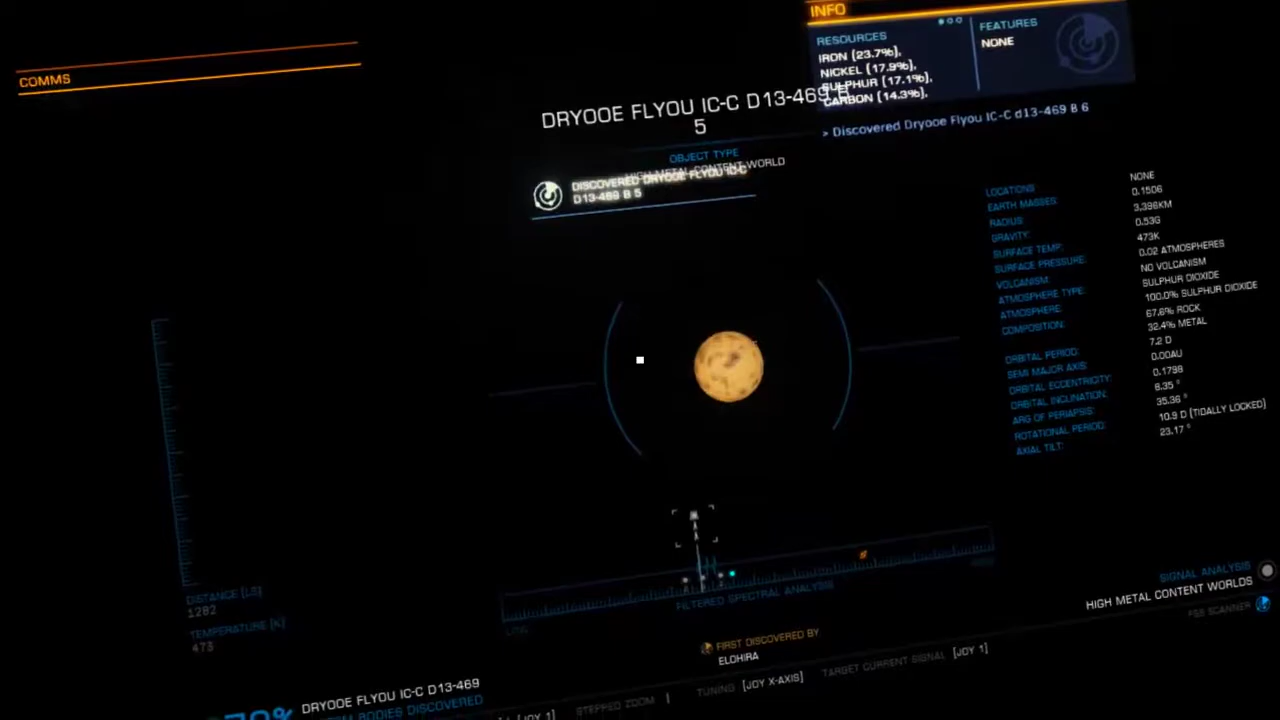 INFO
RESOURCES
IRON (23.7%),
NICKEL (17.9%),
SULPHUR (17.1%),
CARBON (14.3%),
FEATURES
NONE
COMMS
DRYOOE FLYOU IC-C D13-469 B
5
> Discovered Dryooe Flyou IC-C d13-469 B 6
OBJECT TYPE
HIGH METAL CONTENT WORLD
DISCOVERED DRYOOE FLYOU IC-C
D13-469 B 5
LOCATIONS NONE
EARTH MASSES: 0.1506
RADIUS: 3,396KM
GRAVITY: 0.53G
SURFACE TEMP: 473K
SURFACE PRESSURE: 0.02 ATMOSPHERES
VOLCANISM: NO VOLCANISM
ATMOSPHERE TYPE: SULPHUR DIOXIDE
ATMOSPHERE: 100.0% SULPHUR DIOXIDE
COMPOSITION: 67.6% ROCK
32.4% METAL
ORBITAL PERIOD: 7.2 D
SEMI MAJOR AXIS: 0.00AU
ORBITAL ECCENTRICITY: 0.1798
ORBITAL INCLINATION: 8.35 °
ARG OF PERIAPSIS: 35.36 °
ROTATIONAL PERIOD: 10.9 D (TIDALLY LOCKED)
AXIAL TILT: 23.17 °
DISTANCE (LS)
1282
TEMPERATURE (K)
473
FILTERED SPECTRAL ANALYSIS
SIGNAL ANALYSIS
HIGH METAL CONTENT WORLDS
FSS SCANNER
FIRST DISCOVERED BY
ELOHIRA
DRYOOE FLYOU IC-C D13-469
BODIES DISCOVERED
[JOY 1] STEPPED ZOOM | TUNING [JOY X-AXIS] TARGET CURRENT SIGNAL [JOY 1]